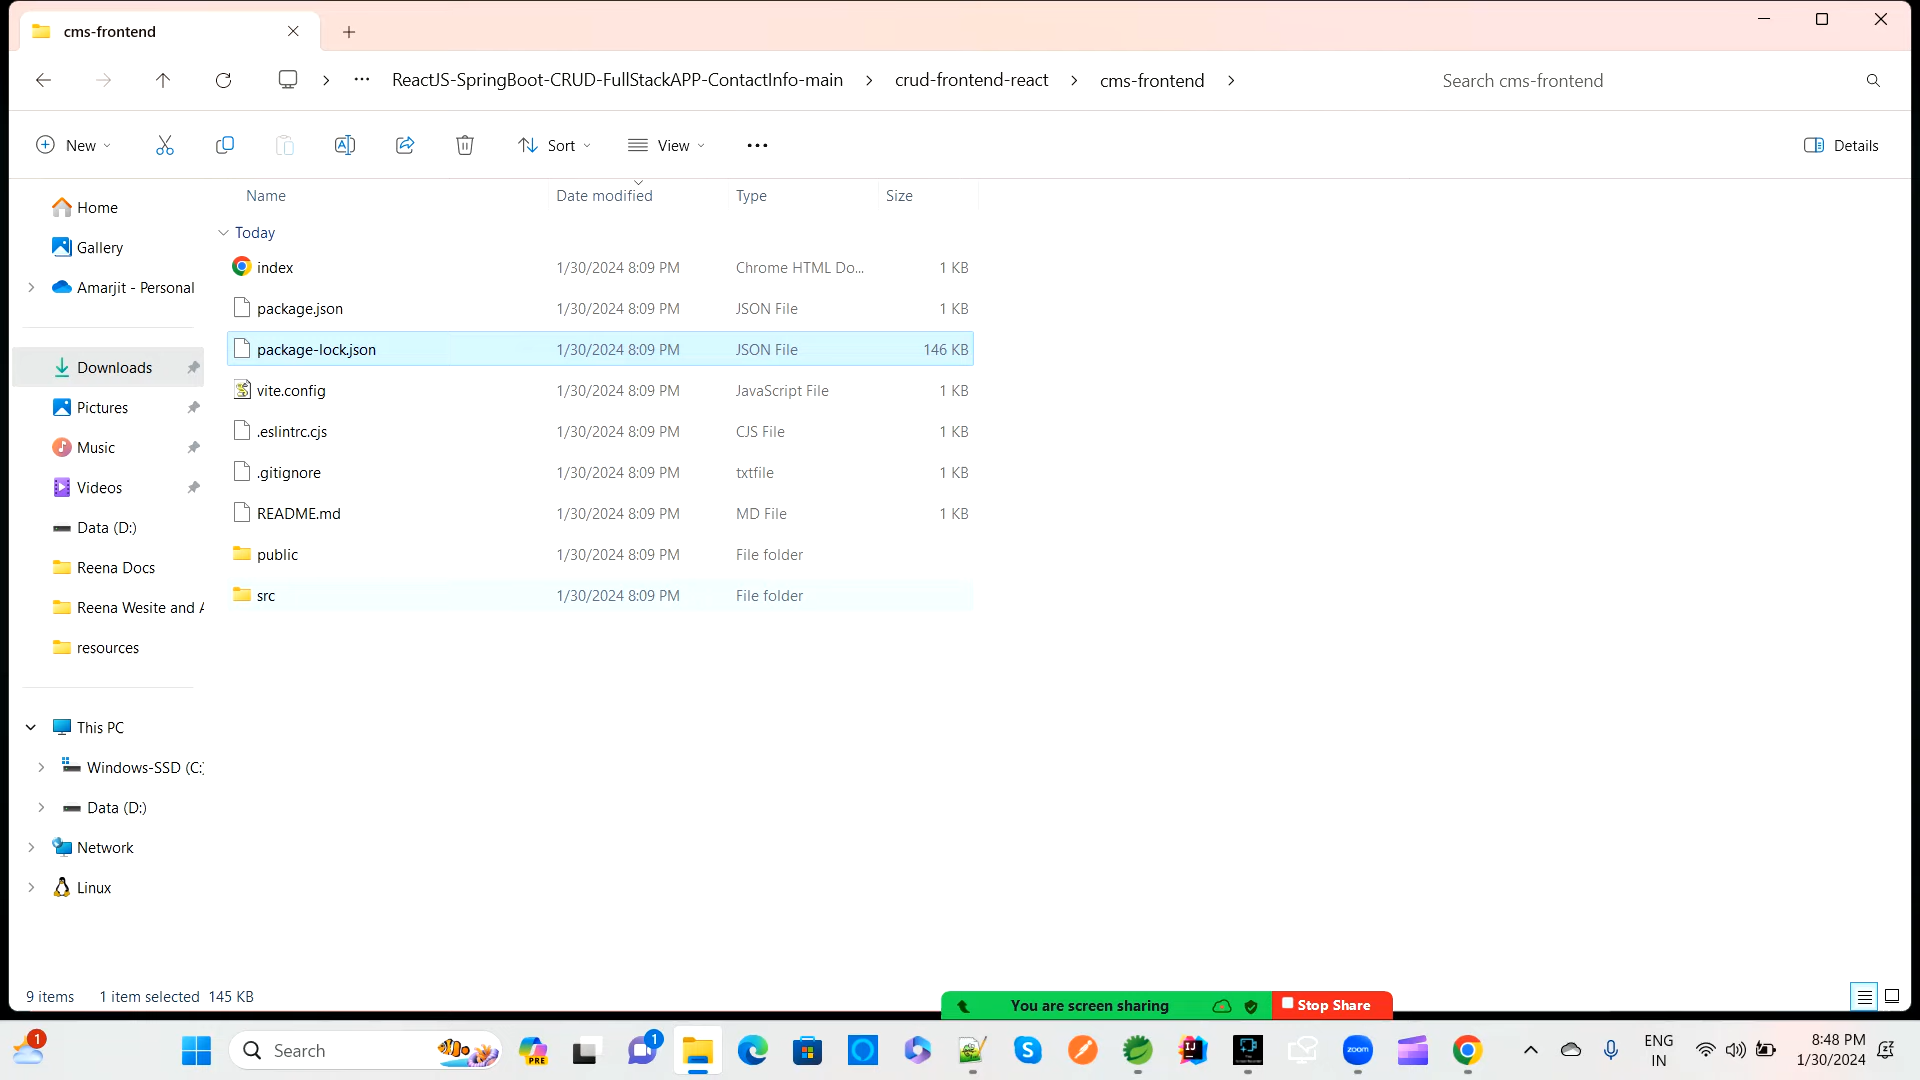 cms-frontend
ReactJS-SpringBoot-CRUD-FullStackAPP-ContactInfo-main
crud-frontend-react
cms-frontend
Search cms-frontend
New
Sort
View
Details
Name
Date modified
Type
Size
Home
Gallery
Amarjit - Personal
Downloads
Pictures
Music
Videos
Data (D:)
Reena Docs
Reena Wesite and A
resources
This PC
Windows-SSD (C:)
Data (D:)
Network
Linux
Today
index 1/30/2024 8:09 PM Chrome HTML Do... 1 KB
package.json 1/30/2024 8:09 PM JSON File 1 KB
package-lock.json 1/30/2024 8:09 PM JSON File 146 KB
vite.config 1/30/2024 8:09 PM JavaScript File 1 KB
.eslintrc.cjs 1/30/2024 8:09 PM CJS File 1 KB
.gitignore 1/30/2024 8:09 PM txtfile 1 KB
README.md 1/30/2024 8:09 PM MD File 1 KB
public 1/30/2024 8:09 PM File folder
src 1/30/2024 8:09 PM File folder
9 items 1 item selected 145 KB
You are screen sharing
Stop Share
1
Search
PRE
1
IJ
zoom
ENG
IN
8:48 PM
1/30/2024